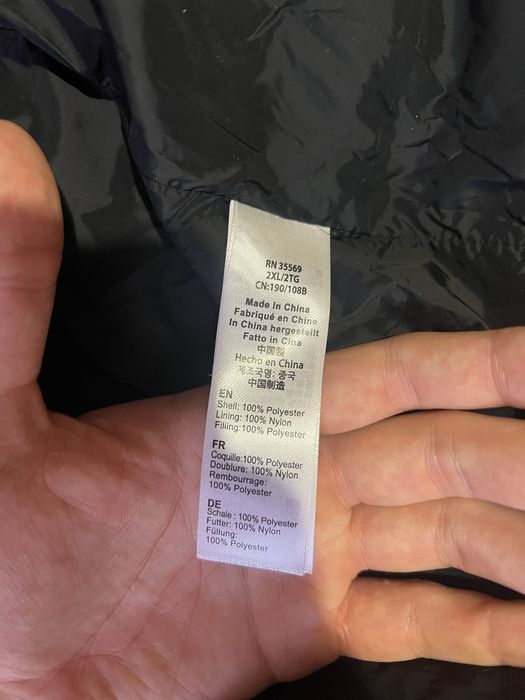 RN 35569
2XL/2TG
CN:190/108B
Made in China
Fabriqué en Chine
In China hergestellt
Fatto in Cina
中国製
Hecho en China
제조국명: 중국
中国制造
EN
Shell: 100% Polyester
Lining: 100% Nylon
Filling:100% Polyester
FR
Coquille:100% Polyester
Doublure: 100% Nylon
Rembourrage:
100% Polyester
DE
Schale : 100% Polyester
Futter: 100% Nylon
Füllung:
100% Polyester